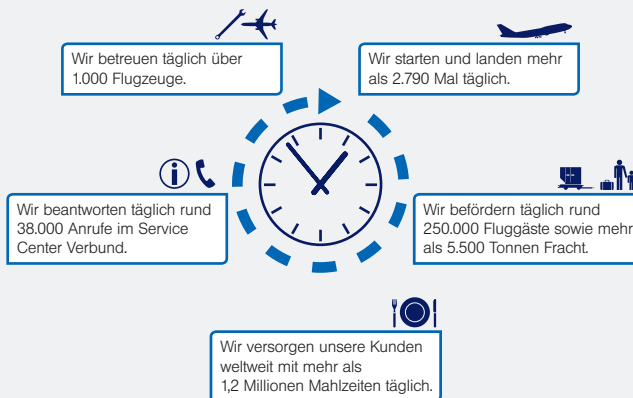 Wir betreuen täglich über
1.000 Flugzeuge.
Wir starten und landen mehr
als 2.790 Mal täglich.
Wir beantworten täglich rund
38.000 Anrufe im Service
Center Verbund.
Wir befördern täglich rund
250.000 Fluggäste sowie mehr
als 5.500 Tonnen Fracht.
Wir versorgen unsere Kunden
weltweit mit mehr als
1,2 Millionen Mahlzeiten täglich.